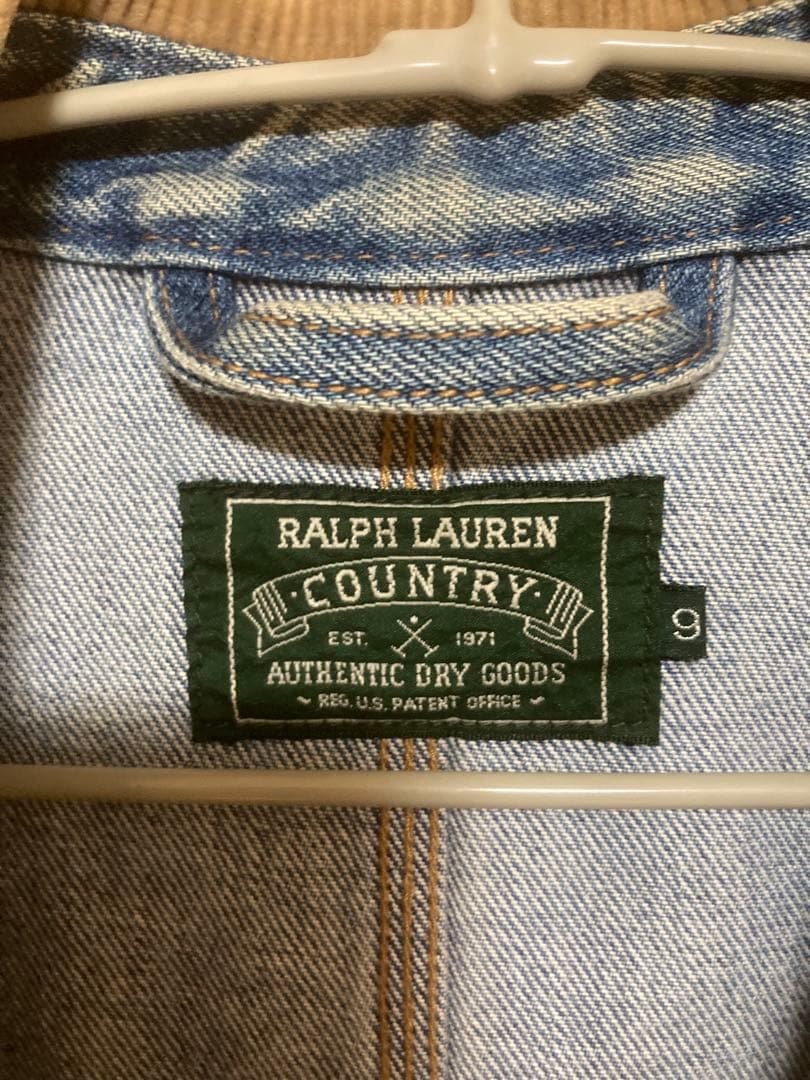 RALPH LAUREN
·COUNTRY·
EST. 1971
AUTHENTIC DRY GOODS
~ REG. U.S. PATENT OFFICE ~
9